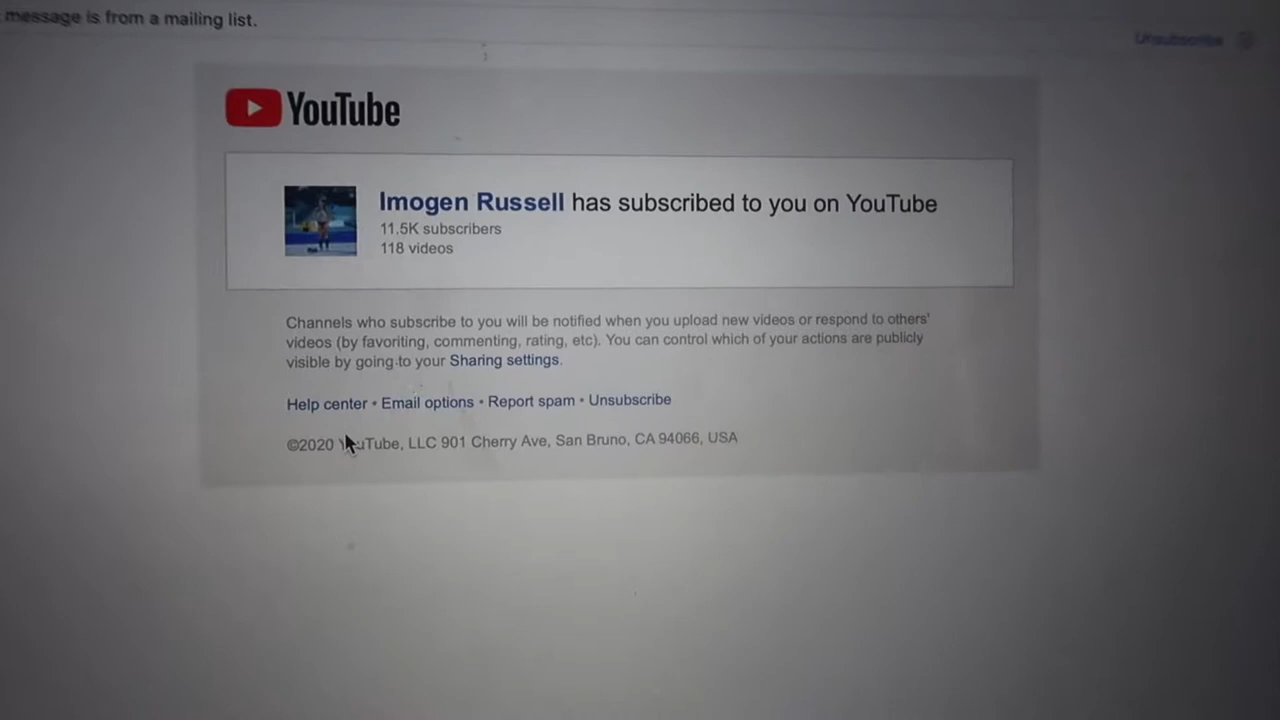 message is from a mailing list.
Unsubscribe
YouTube
Imogen Russell has subscribed to you on YouTube
11.5K subscribers
118 videos
Channels who subscribe to you will be notified when you upload new videos or respond to others'
videos (by favoriting, commenting, rating, etc). You can control which of your actions are publicly
visible by going to your Sharing settings.
Help center • Email options • Report spam • Unsubscribe
©2020 YouTube, LLC 901 Cherry Ave, San Bruno, CA 94066, USA